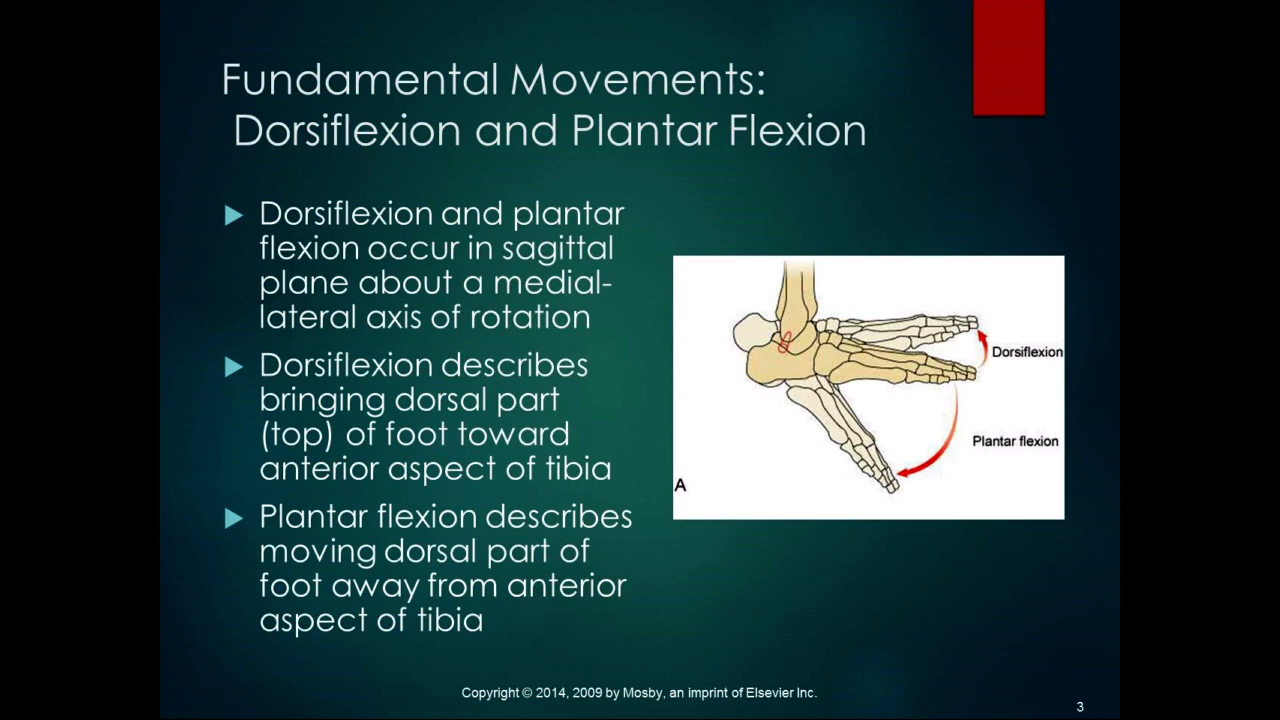 Fundamental Movements:
Dorsiflexion and Plantar Flexion
Dorsiflexion and plantar
flexion occur in sagittal
plane about a medial-
lateral axis of rotation
Dorsiflexion describes
bringing dorsal part
(top) of foot toward
anterior aspect of tibia
Plantar flexion describes
moving dorsal part of
foot away from anterior
aspect of tibia
Dorsiflexion
Plantar flexion
A
Copyright © 2014, 2009 by Mosby, an imprint of Elsevier Inc.
3